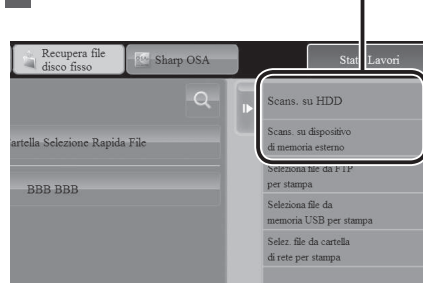 Recupera file
disco fisso
Sharp OSA
Stato Lavori
Scans. su HDD
Scans. su dispositivo
di memoria esterno
artella Selezione Rapida File
Seleziona file da FTP
per stampa
BBB BBB
Seleziona file da
memoria USB per stampa
Selez. file da cartella
di rete per stampa